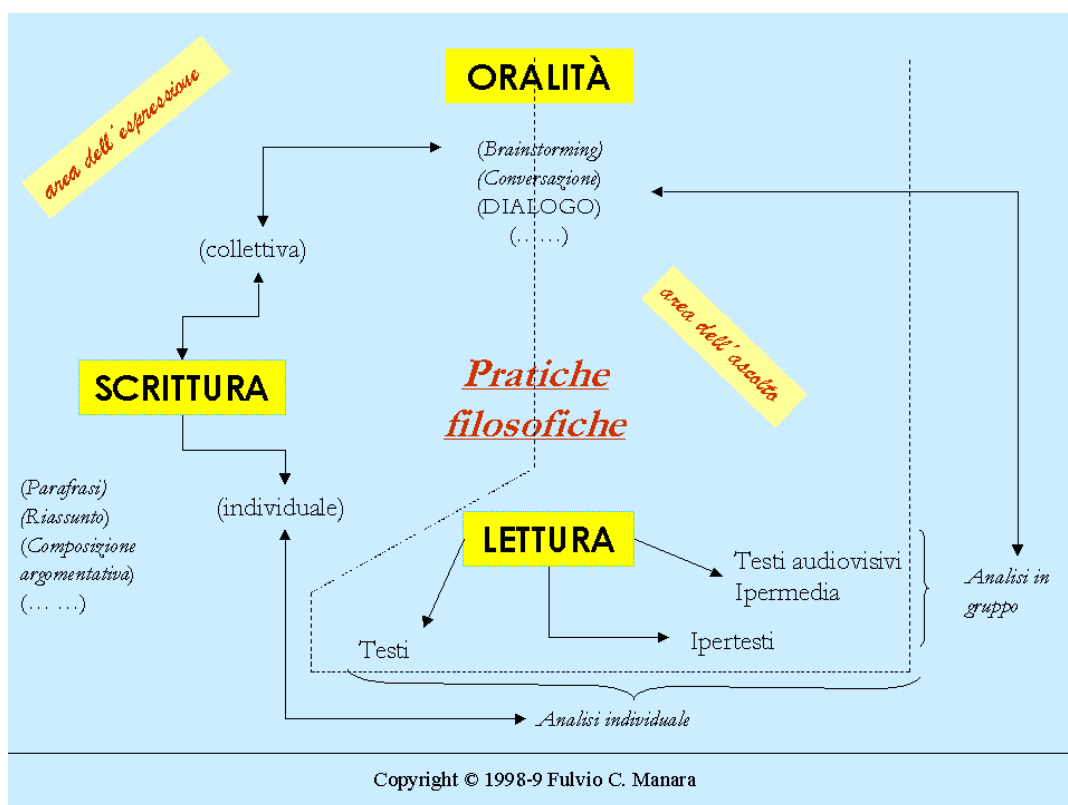 area dell'espressione
ORALITÀ
(Brainstorming)
(Conversazione)
(DIALOGO)
(... ...)
(collettiva)
area dell'ascolto
SCRITTURA
Pratiche
filosofiche
(Parafrasi)
(Riassunto)
(Composizione
argomentativa)
(... ...)
(individuale)
LETTURA
Testi audiovisivi
Ipermedia
Analisi in
gruppo
Testi
Ipertesti
Analisi individuale
Copyright © 1998-9 Fulvio C. Manara